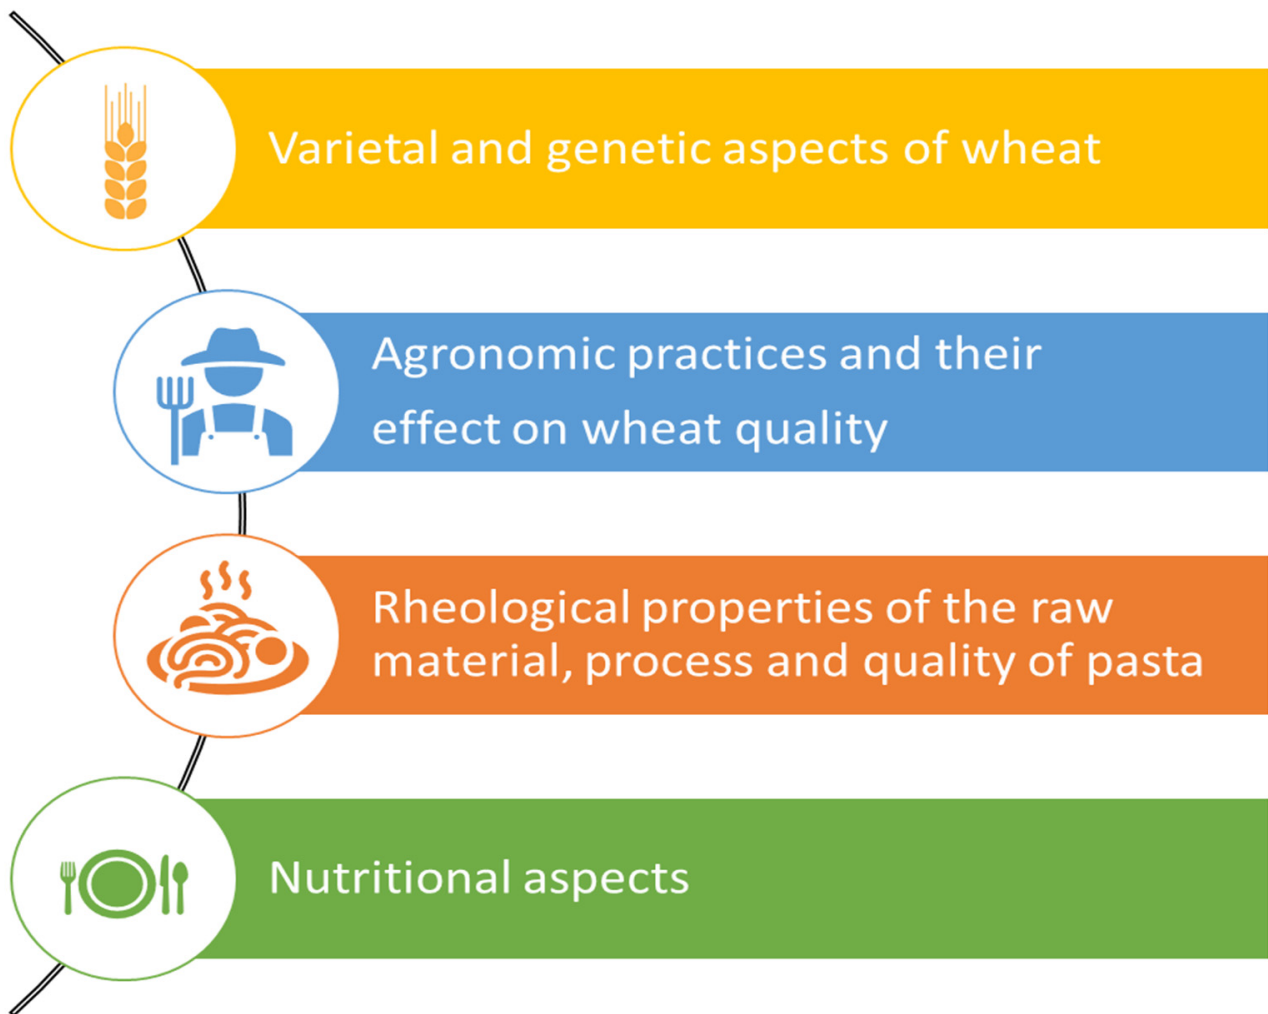 Varietal and genetic aspects of wheat
Agronomic practices and their
effect on wheat quality
Rheological properties of the raw
material, process and quality of pasta
Nutritional aspects